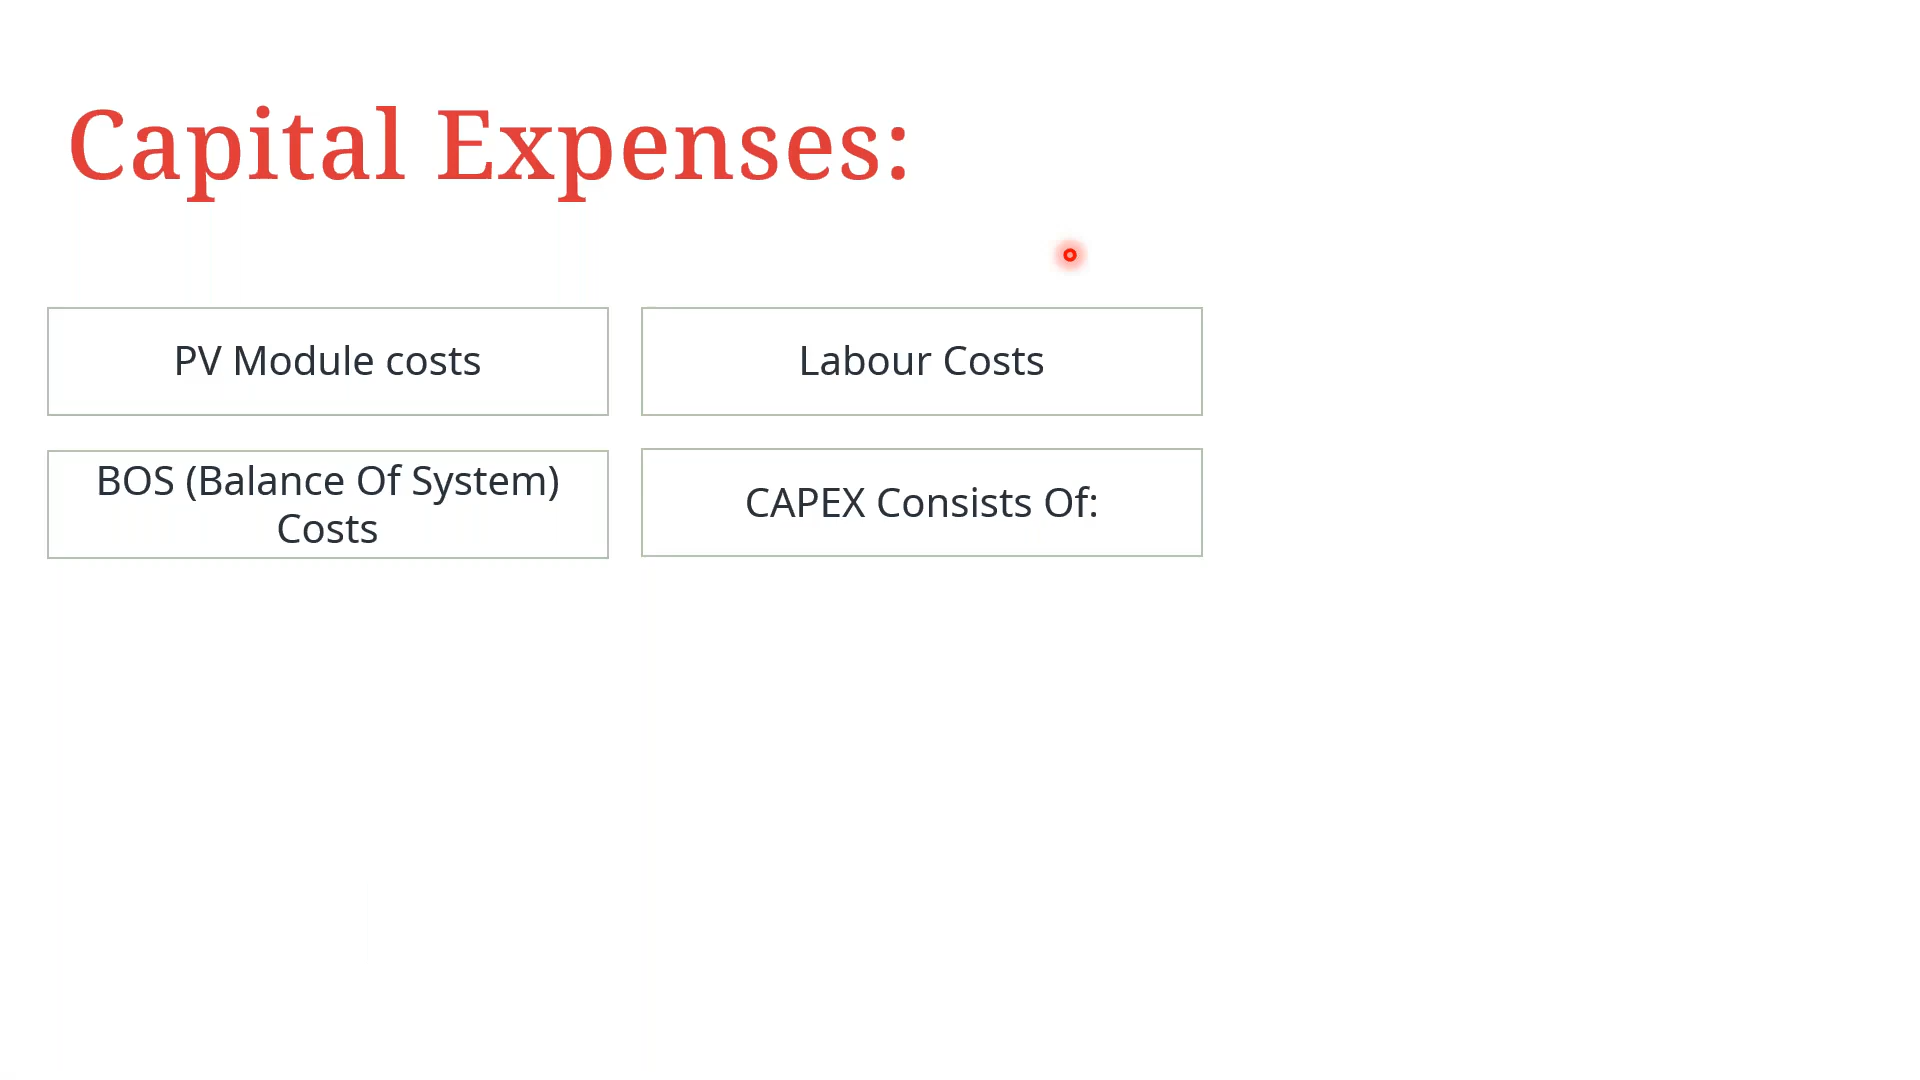 Capital Expenses:
PV Module costs
Labour Costs
BOS (Balance Of System)
Costs
CAPEX Consists Of: